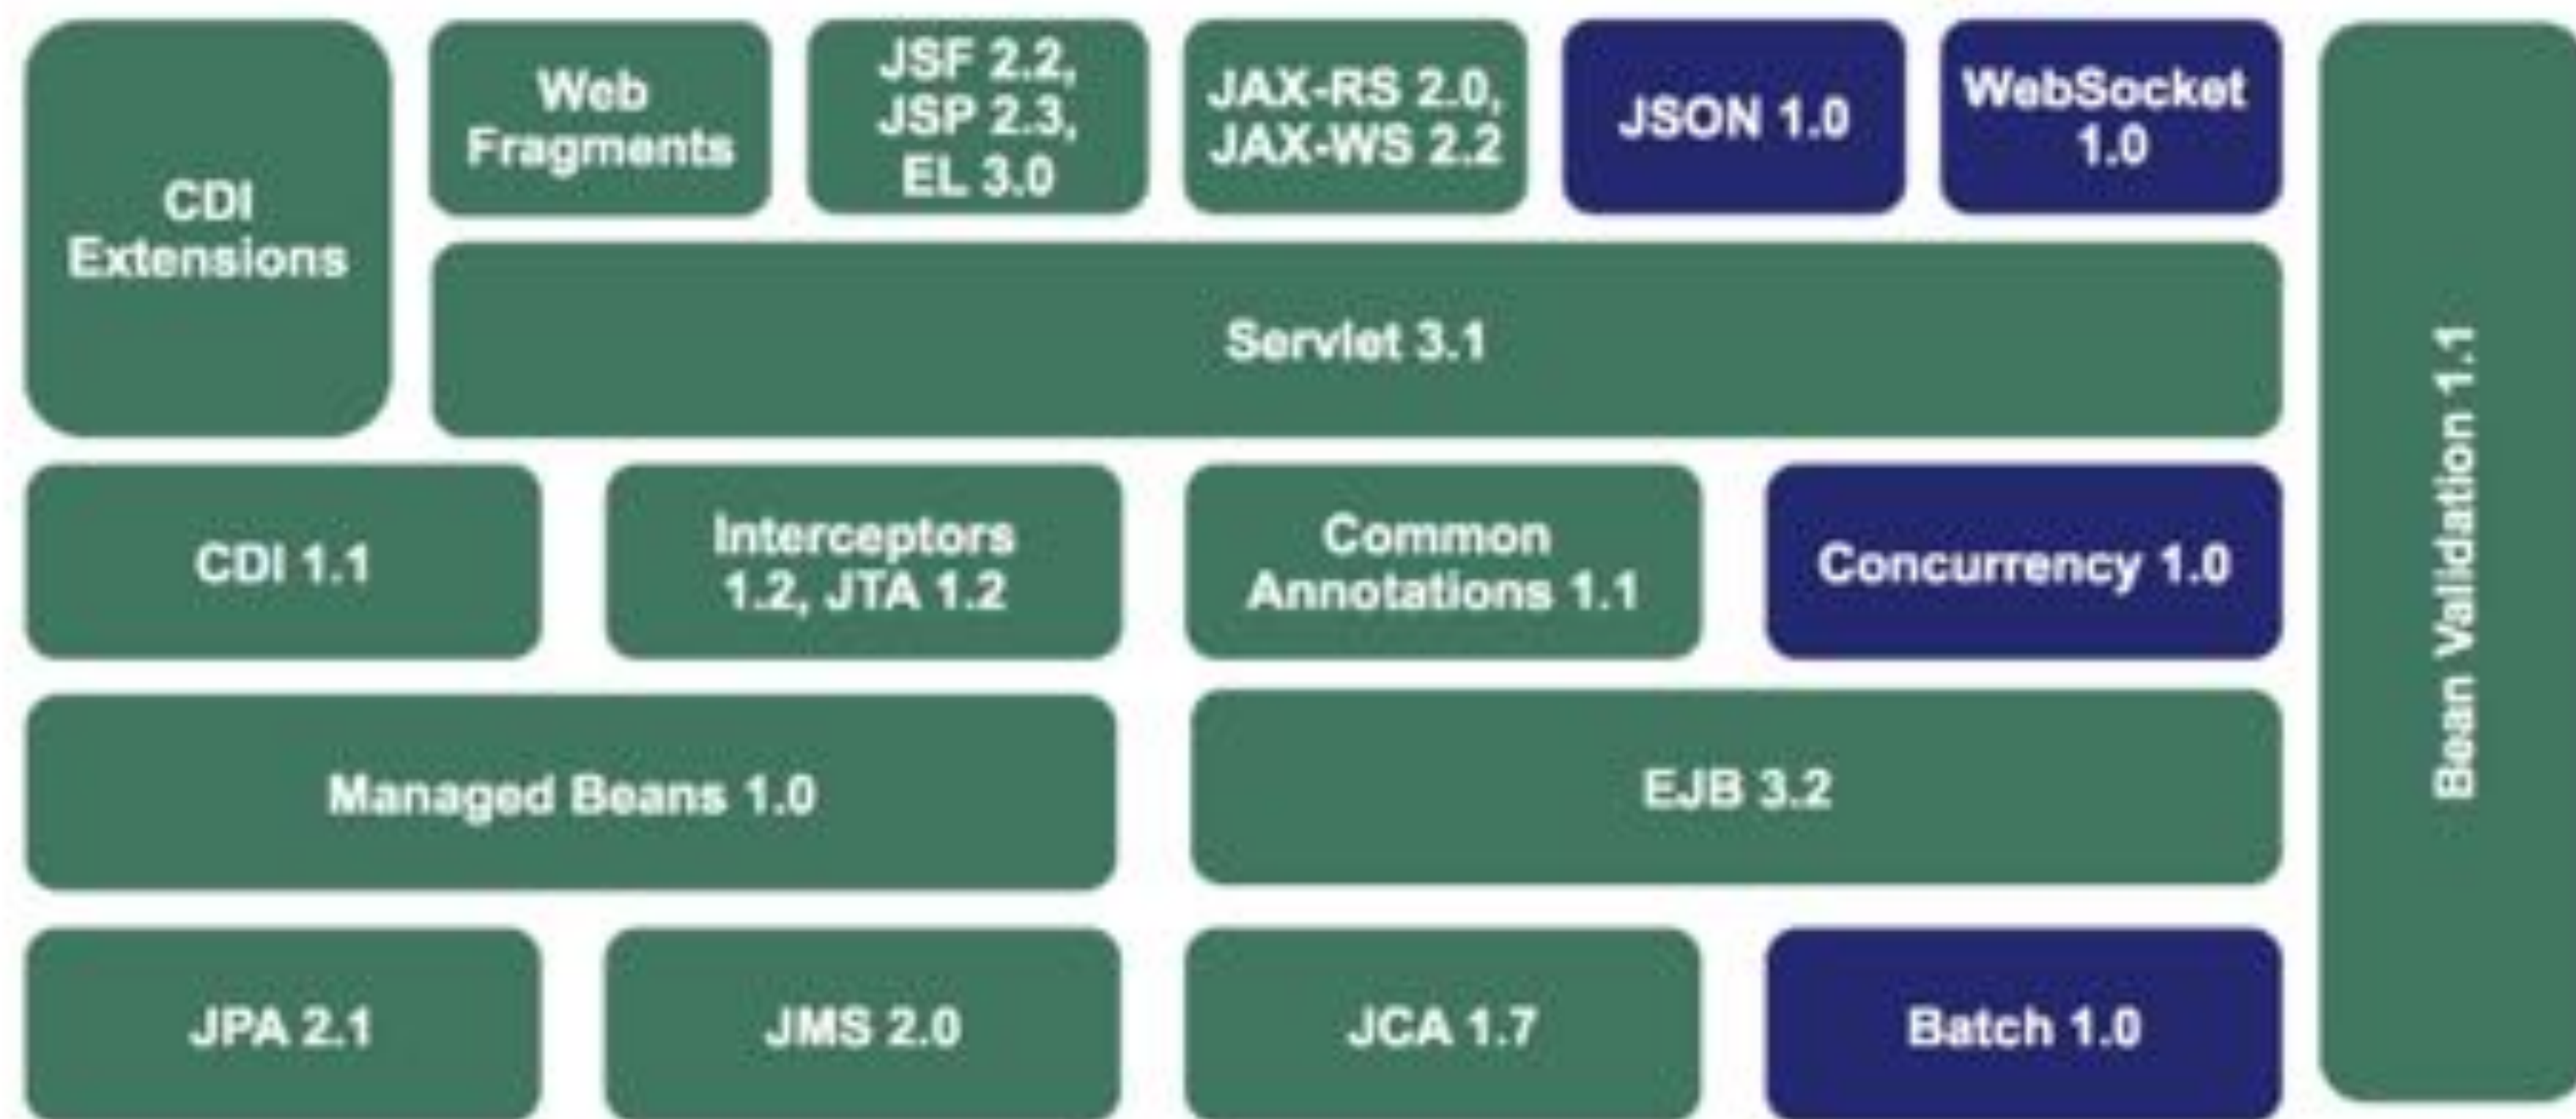 CDI
Extensions
Web
Fragments
JSF 2.2,
JSP 2.3,
EL 3.0
JAX-RS 2.0,
JAX-WS 2.2
JSON 1.0
WebSocket
1.0
Servlet 3.1
CDI 1.1
Interceptors
1.2, JTA 1.2
Common
Annotations 1.1
Concurrency 1.0
Managed Beans 1.0
EJB 3.2
JPA 2.1
JMS 2.0
JCA 1.7
Batch 1.0
Bean Validation 1.1